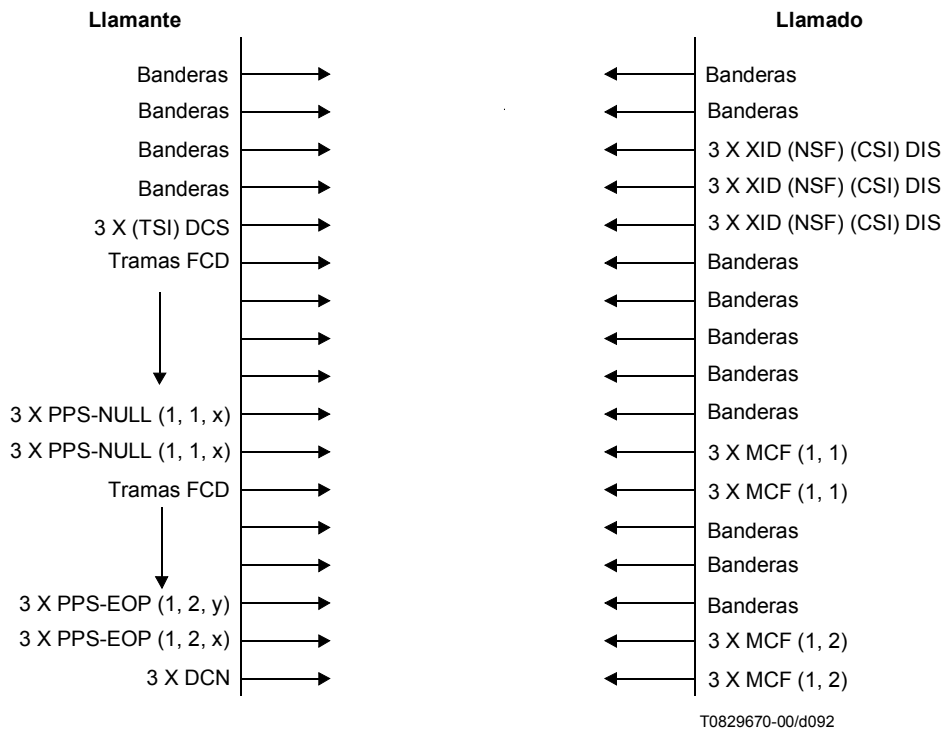 Llamante
Llamado
Banderas
Banderas
Banderas
Banderas
Banderas
3 X XID (NSF) (CSI) DIS
Banderas
3 X XID (NSF) (CSI) DIS
3 X (TSI) DCS
3 X XID (NSF) (CSI) DIS
Tramas FCD
Banderas
Banderas
Banderas
Banderas
3 X PPS-NULL (1, 1, x)
Banderas
3 X PPS-NULL (1, 1, x)
3 X MCF (1, 1)
Tramas FCD
3 X MCF (1, 1)
Banderas
Banderas
3 X PPS-EOP (1, 2, y)
Banderas
3 X PPS-EOP (1, 2, x)
3 X MCF (1, 2)
3 X DCN
3 X MCF (1, 2)
T0829670-00/d092